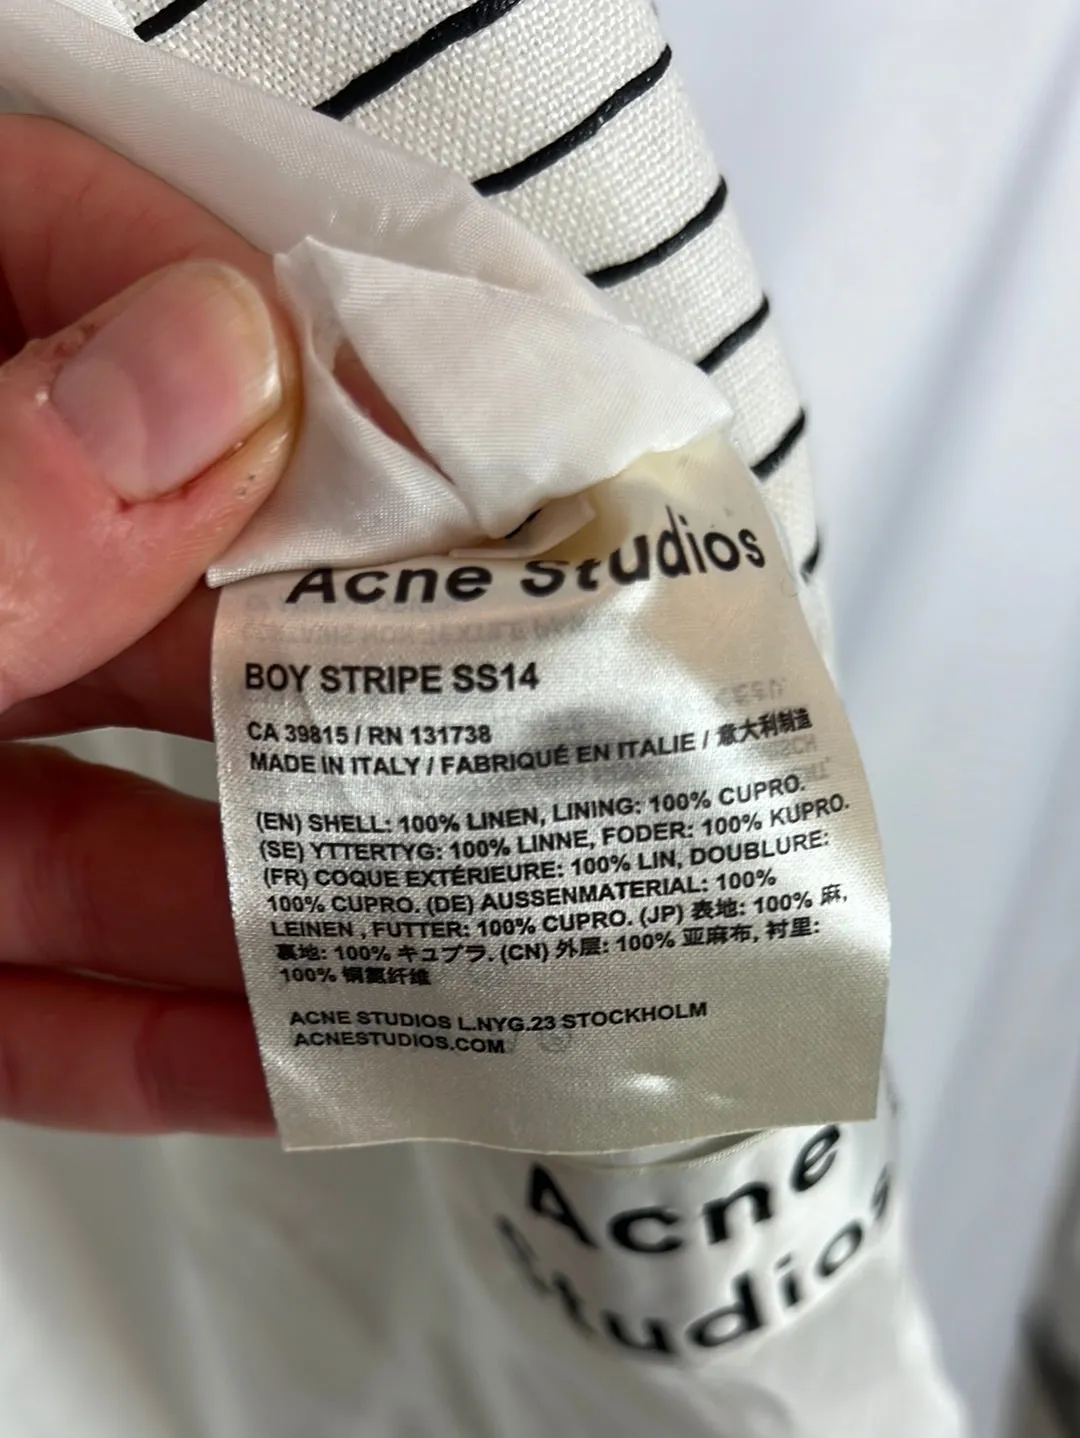 Acne Studios
BOY STRIPE SS14
CA 39815 / RN 131738
MADE IN ITALY / FABRIQUÉ EN ITALIE / 意大利制造
(EN) SHELL: 100% LINEN, LINING: 100% CUPRO.
(SE) YTTERTYG: 100% LINNE, FODER: 100% KUPRO.
(FR) COQUE EXTÉRIEURE: 100% LIN, DOUBLURE:
100% CUPRO. (DE) AUSSENMATERIAL: 100%
LEINEN , FUTTER: 100% CUPRO. (JP) 表地: 100% 麻,
裏地: 100% キュプラ. (CN) 外层: 100% 亚麻布, 衬里:
100% 铜氨纤维
ACNE STUDIOS L.NYG.23 STOCKHOLM
ACNESTUDIOS.COM
Acne
Studios